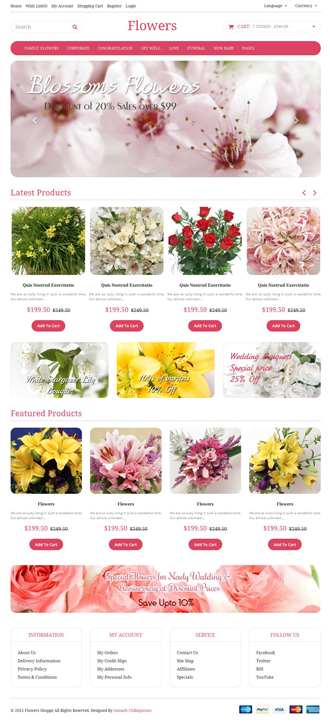 Home Wish List(0) My Account Shopping Cart Register Login Language Currency
Search
Flowers
CART:
FAMILY FLOWERS CORPORATE CONGRATULATION GET WELL LOVE FUNERAL NEW BABY PAGES
Blossoms Flowers
Discount of 20% Sales over $99
Latest Products
Quis Nostrud Exercitatio Quis Nostrud Exercitatio Quis Nostrud Exercitatio Quis Nostrud Exercitatio
We are so lucky living in such a wonderful time. We are so lucky living in such a wonderful time. We are so lucky living in such a wonderful time. We are so lucky living in such a wonderful time.
Our almost unlimited ... Our almost unlimited ... Our almost unlimited ... Our almost unlimited ...
$199.50 $249.50 $199.50 $249.50 $199.50 $249.50 $199.50 $249.50
Add To Cart Add To Cart Add To Cart Add To Cart
White Stargazer Lily
Bouquet
10% Off
Wedding Bouquets
Special price
25% Off
Featured Products
Flowers Flowers Flowers Flowers
We are so lucky living in such a wonderful time. We are so lucky living in such a wonderful time. We are so lucky living in such a wonderful time. We are so lucky living in such a wonderful time.
Our almost unlimited ... Our almost unlimited ... Our almost unlimited ... Our almost unlimited ...
$199.50 $249.50 $199.50 $249.50 $199.50 $249.50 $199.50 $249.50
Add To Cart Add To Cart Add To Cart Add To Cart
Special Flowers for Newly Wedding &
Anniversary at Discount Prices
Save Upto 10%
INFORMATION MY ACCOUNT SERVICE FOLLOW US
About Us My Orders Contact Us Facebook
Delivery Information My Credit Slips Site Map Twitter
Privacy Policy My Addresses Affiliates RSS
Terms & Conditions My Personal Info Specials YouTube
Flowers Shoppe All Rights Reserved. Designed By
PayPal VISA